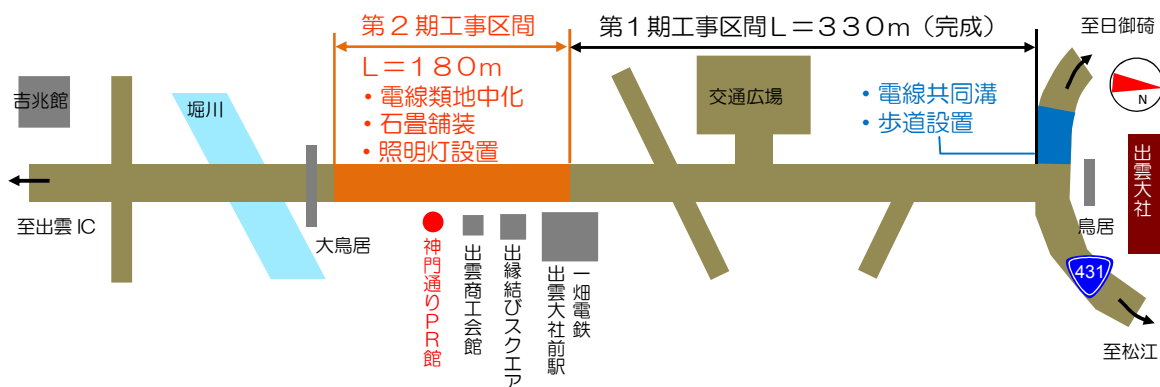 第2期工事区間
第1期工事区間L=330m(完成)
至日御碕
L=180m
・電線類地中化
・石畳舗装
・照明灯設置
吉兆館
堀川
交通広場
・電線共同溝
・歩道設置
N
出雲大社
至出雲IC
大鳥居
鳥居
神門通りPR館
出雲商工会館
出縁結びスクエア
一畑電鉄
出雲大社前駅
431
至松江